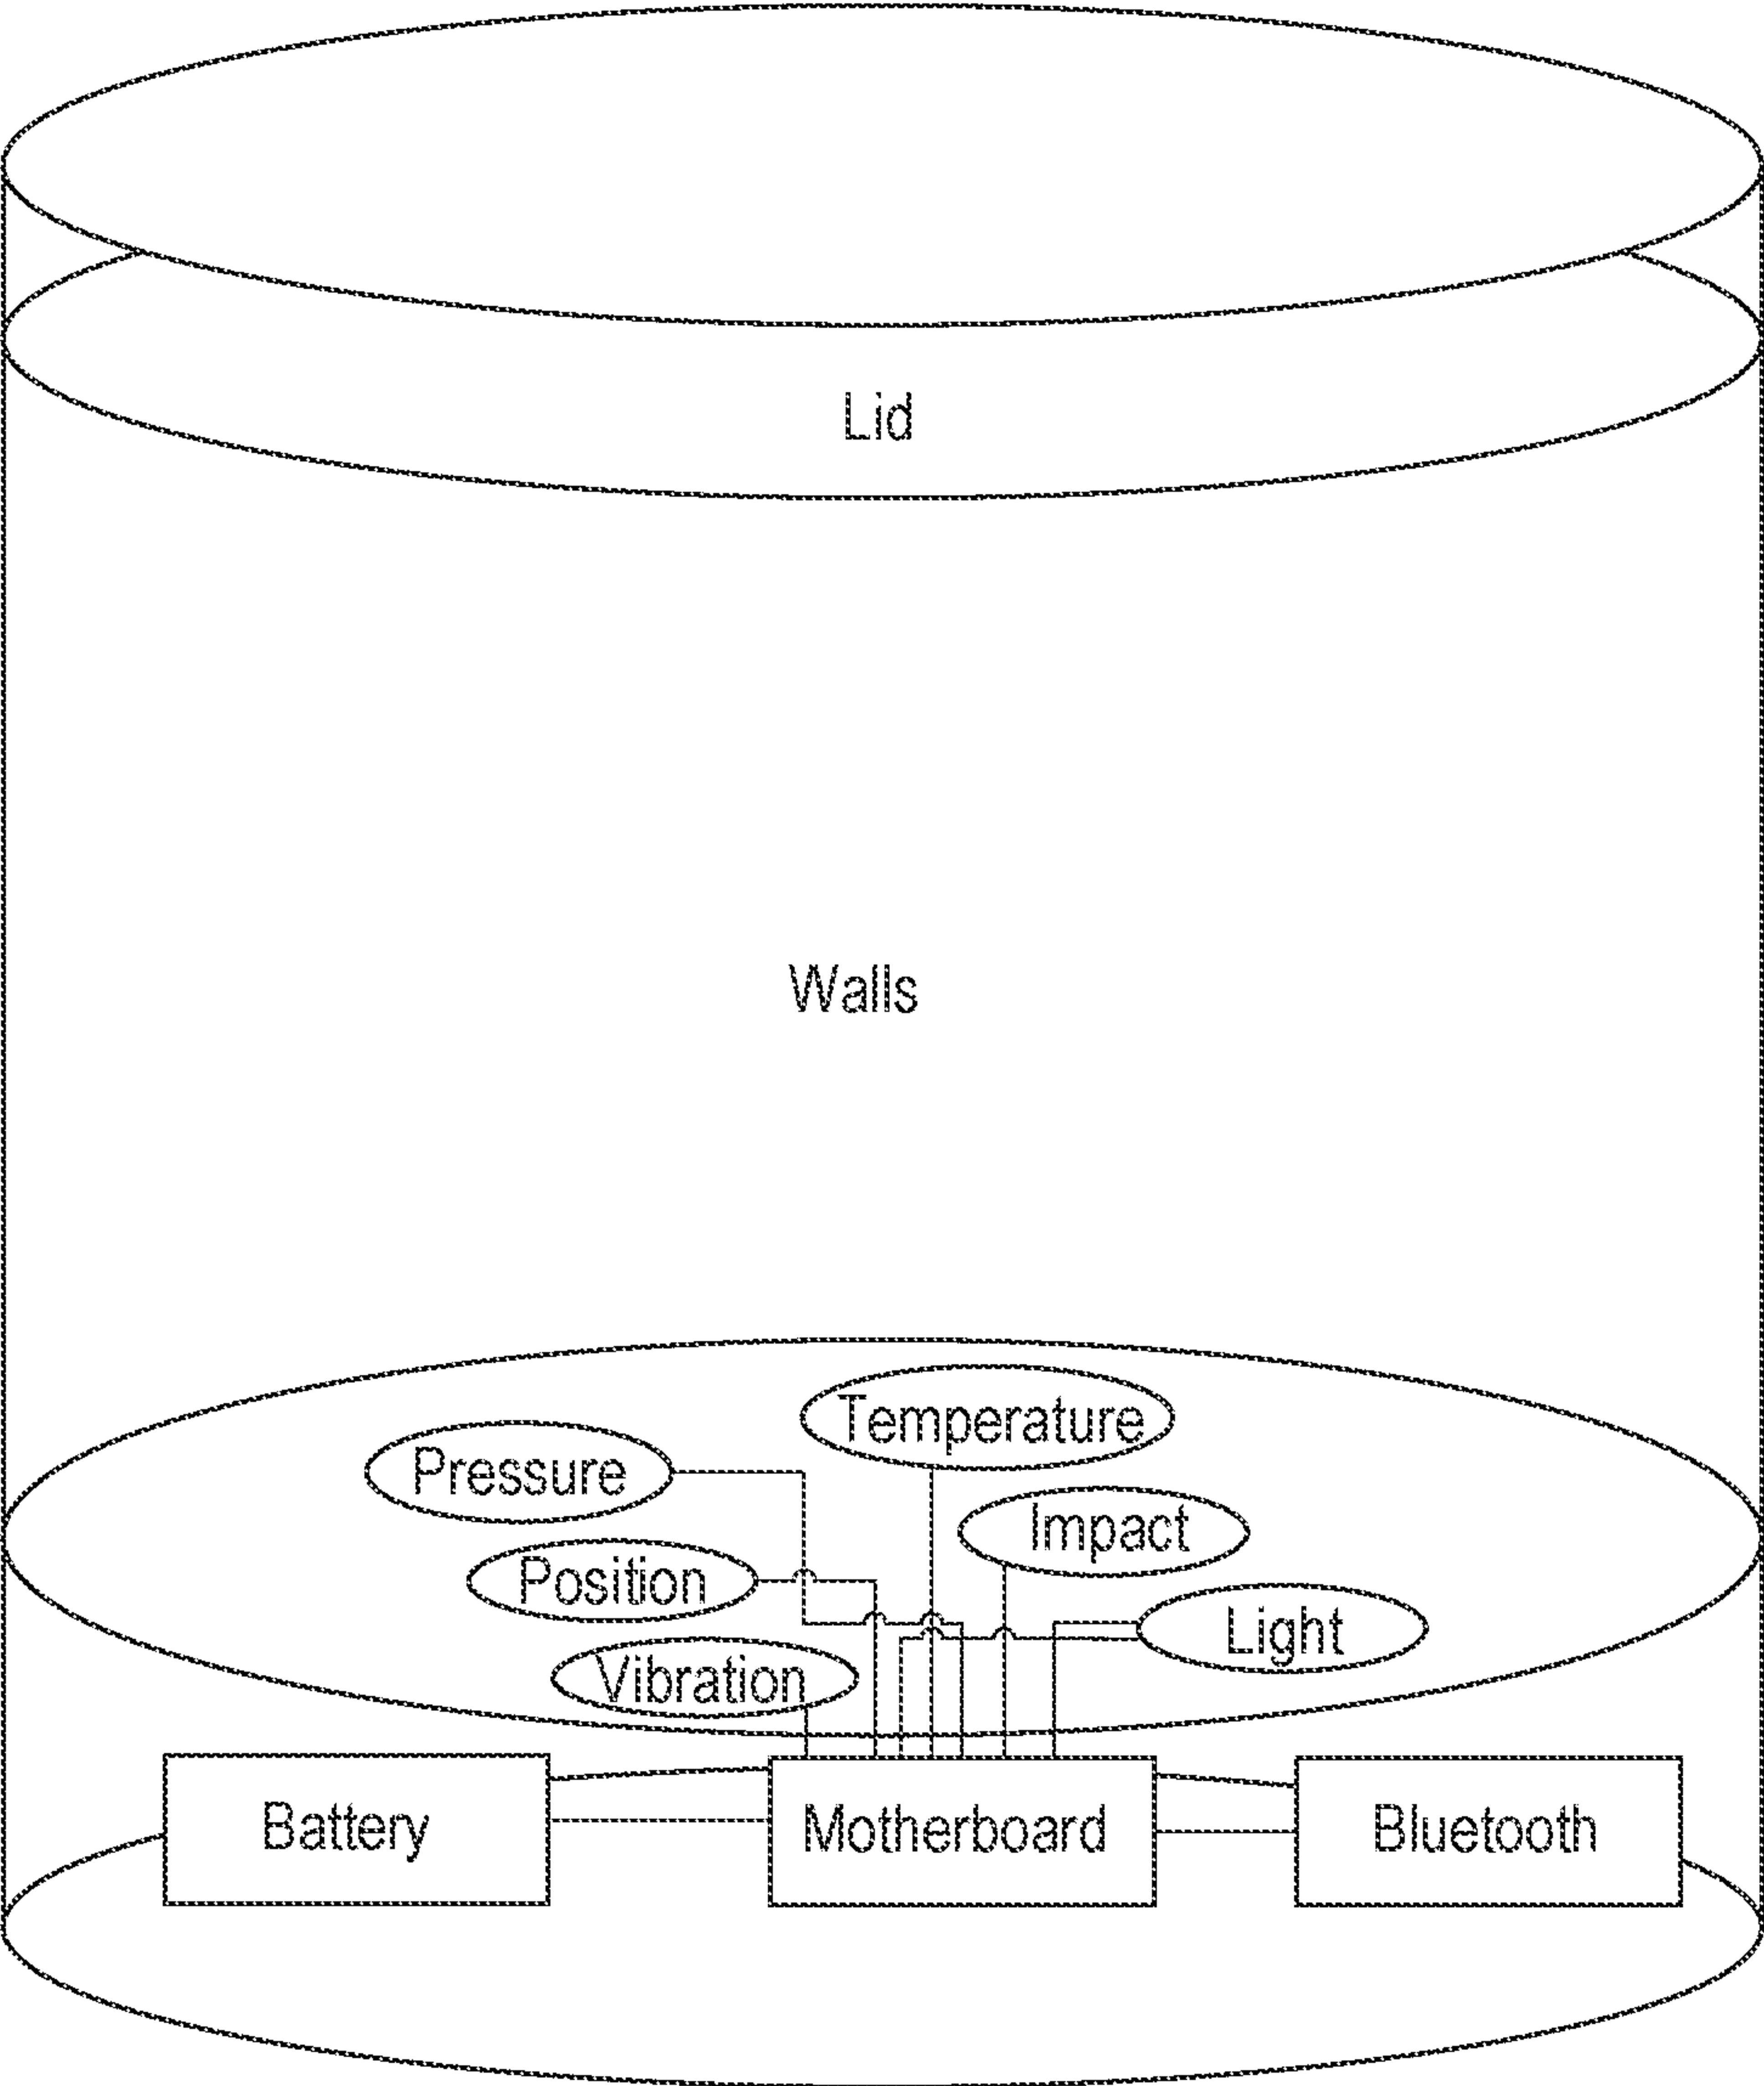 Lid
Walls
Temperature
Pressure
Impact
Position
Light
Vibration
Battery
Motherboard
Bluetooth